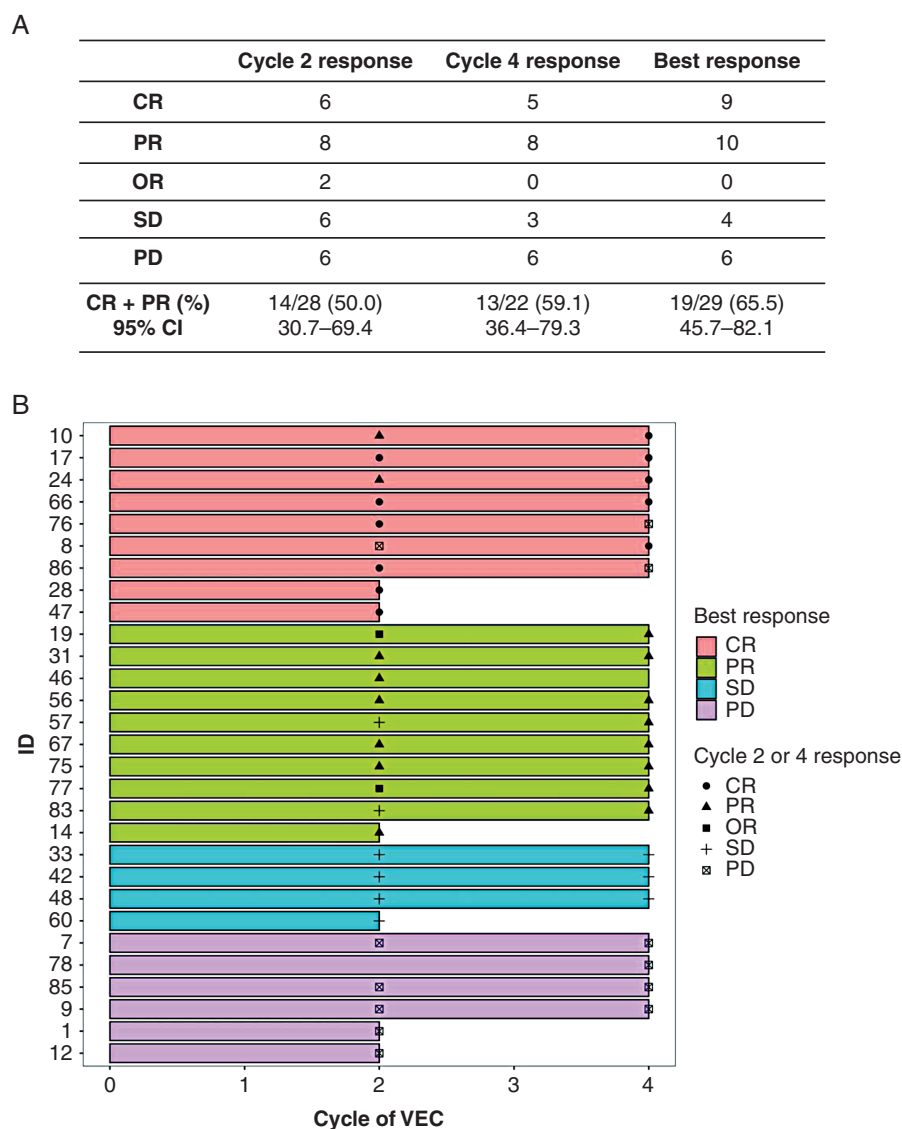 A
Cycle 2 response Cycle 4 response Best response
CR 6 5 9
PR 8 8 10
OR 2 0 0
SD 6 3 4
PD 6 6 6
CR + PR (%) 14/28 (50.0) 13/22 (59.1) 19/29 (65.5)
95% CI 30.7–69.4 36.4–79.3 45.7–82.1
B
ID
10
17
24
66
76
8
86
28
47
19
31
46
56
57
67
75
77
83
14
33
42
48
60
7
78
85
9
1
12
0 1 2 3 4
Cycle of VEC
Best response
CR
PR
SD
PD
Cycle 2 or 4 response
CR
PR
OR
SD
PD